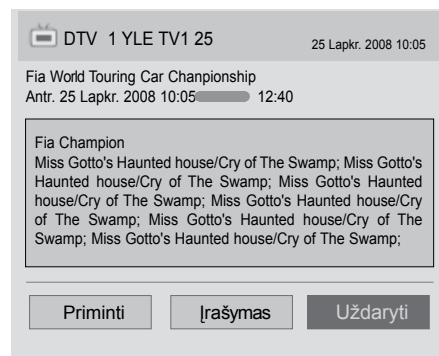 DTV 1 YLE TV1 25 25 Lapkr. 2008 10:05
Fia World Touring Car Chanpionship
Antr. 25 Lapkr. 2008 10:05 12:40
Fia Champion
Miss Gotto's Haunted house/Cry of The Swamp; Miss Gotto's
Haunted house/Cry of The Swamp; Miss Gotto's Haunted
house/Cry of The Swamp; Miss Gotto's Haunted house/Cry
of The Swamp; Miss Gotto's Haunted house/Cry of The
Swamp; Miss Gotto's Haunted house/Cry of The Swamp;
Priminti Įrašymas Uždaryti